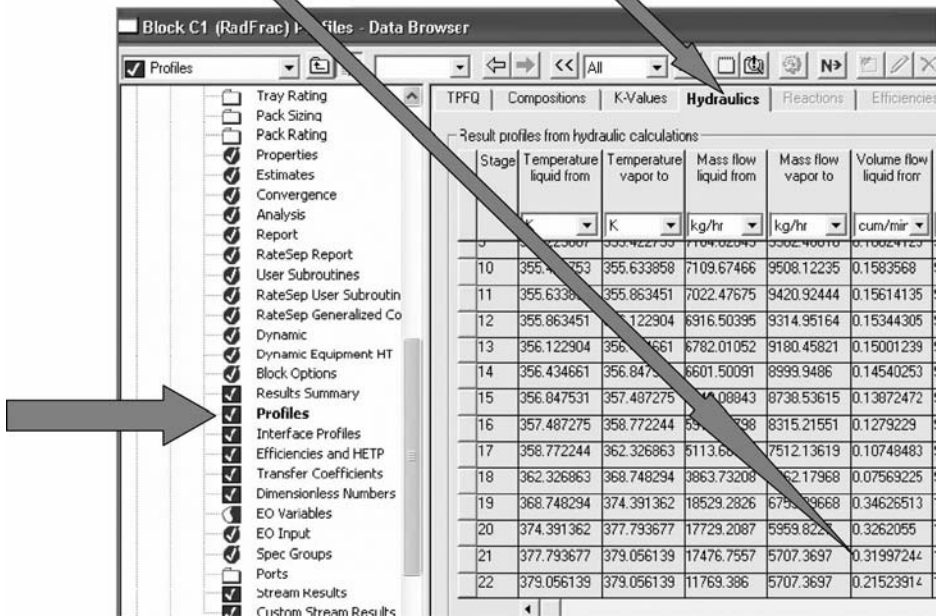 Block C1 (RadFrac) Profiles - Data Browser
Profiles All N>
Tray Rating
Pack Sizing
Pack Rating
Properties
Estimates
Convergence
Analysis
Report
RateSep Report
User Subroutines
RateSep User Subroutin
RateSep Generalized Co
Dynamic
Dynamic Equipment HT
Block Options
Results Summary
Profiles
Interface Profiles
Efficiencies and HETP
Transfer Coefficients
Dimensionless Numbers
EO Variables
EO Input
Spec Groups
Ports
Stream Results
Custom Stream Results
TPFQ Compositions K-Values Hydraulics Reactions Efficiencies
Result profiles from hydraulic calculations
Stage Temperature liquid from Temperature vapor to Mass flow liquid from Mass flow vapor to Volume flow liquid from
K K kg/hr kg/hr cum/min
10 355.633858 7109.67466 9508.12235 0.1583568
11 355.863451 7022.47675 9420.92444 0.15614135
12 355.863451 6916.50395 9314.95164 0.15344305
13 356.122904 6782.01052 9180.45821 0.15001239
14 356.434661 6601.50091 8999.9486 0.14540253
15 356.847531 357.487275 8738.53615 0.13872472
16 357.487275 358.772244 8315.21551 0.1279229
17 358.772244 362.326863 7512.13619 0.10748483
18 362.326863 368.748294 3863.73208 0.07569225
19 368.748294 374.391362 18529.2826 0.34626513
20 374.391362 377.793677 17729.2087 0.3262055
21 377.793677 379.056139 17476.7557 5707.3697 0.31997244
22 379.056139 379.056139 11769.386 5707.3697 0.21523914